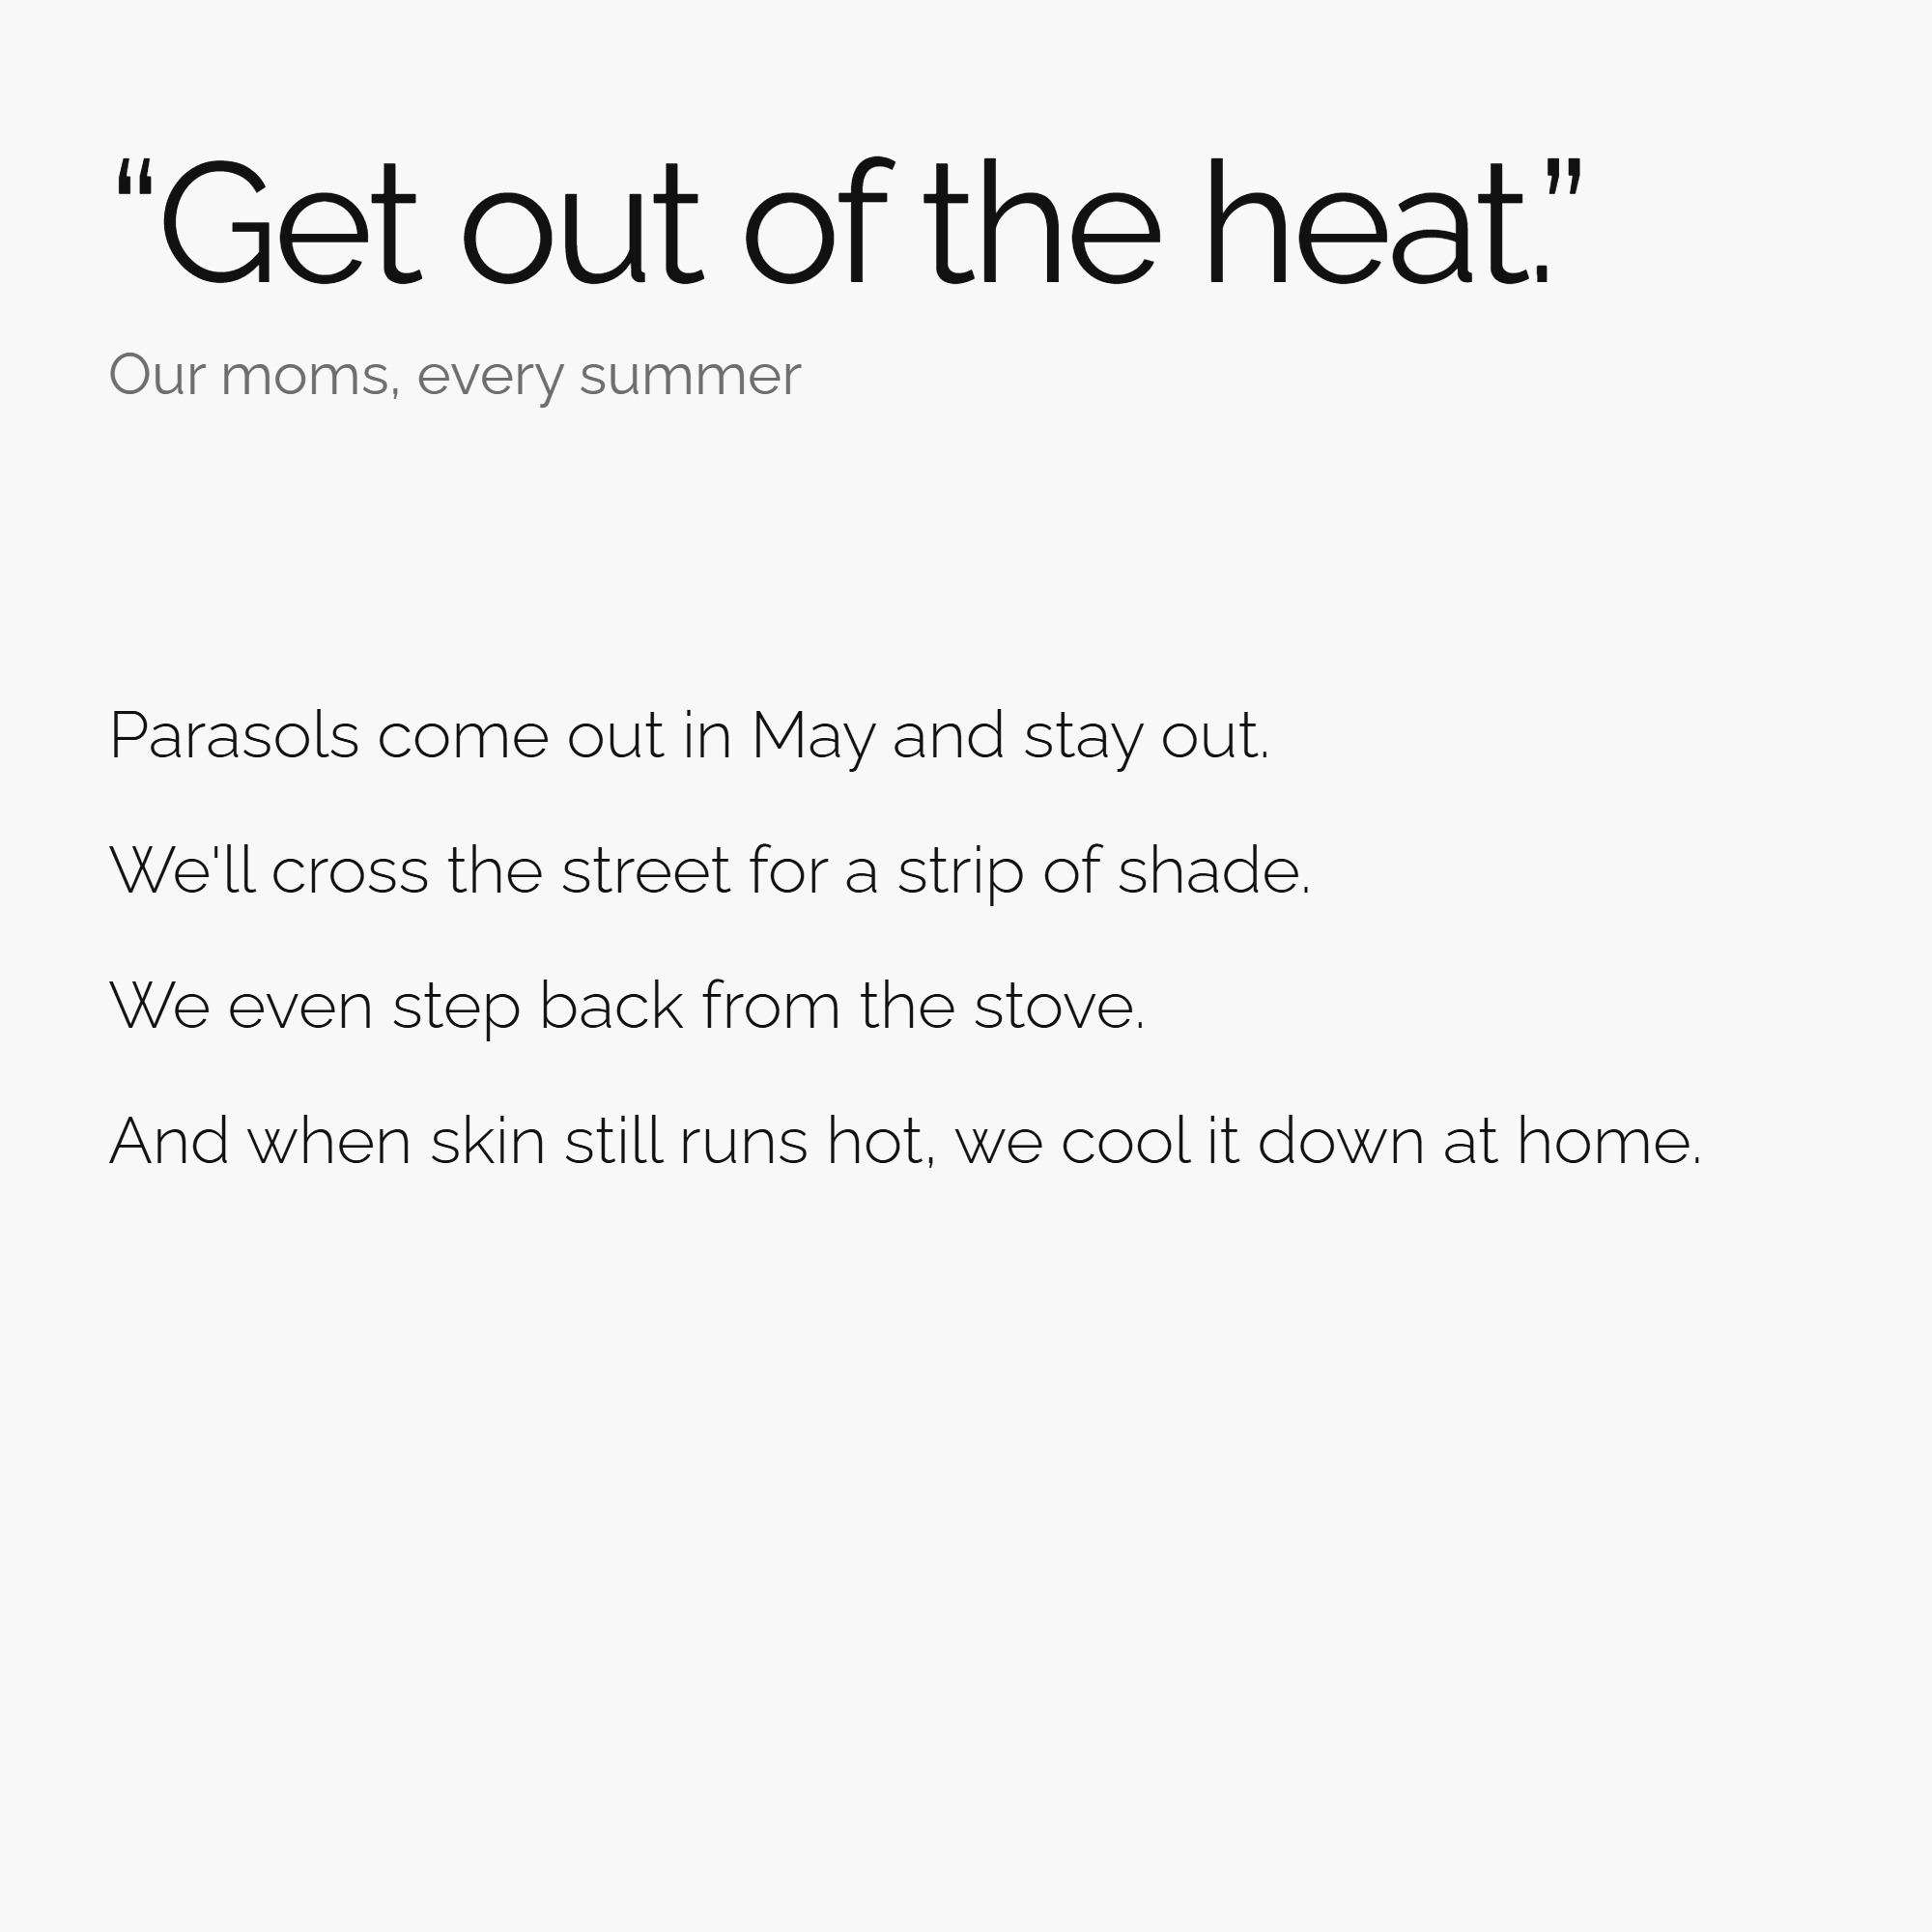 “Get out of the heat.”
Our moms, every summer
Parasols come out in May and stay out.
We'll cross the street for a strip of shade.
We even step back from the stove.
And when skin still runs hot, we cool it down at home.